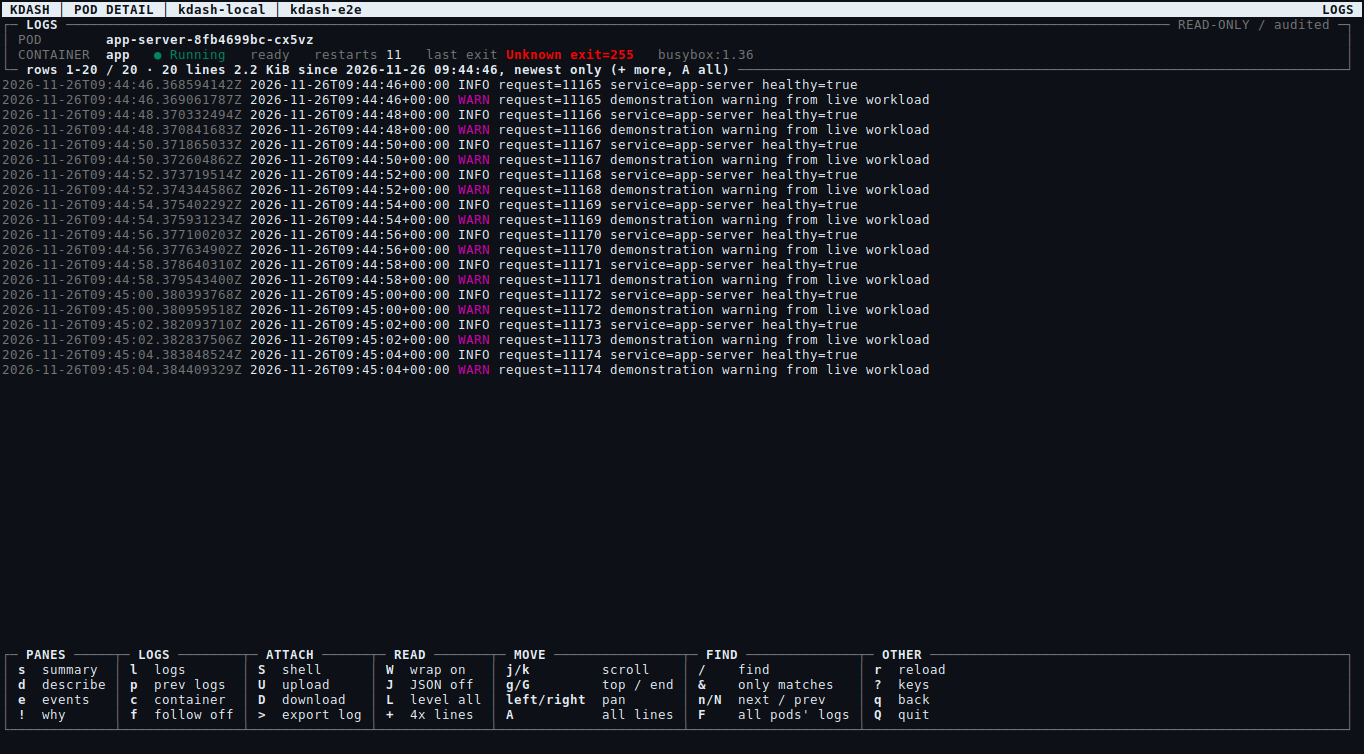 KDASH │ POD DETAIL │ kdash-local │ kdash-e2e LOGS
LOGS READ-ONLY / audited
POD app-server-8fb4699bc-cx5vz
CONTAINER app ● Running ready restarts 11 last exit Unknown exit=255 busybox:1.36
rows 1-20 / 20 · 20 lines 2.2 KiB since 2026-11-26 09:44:46, newest only (+ more, A all)
2026-11-26T09:44:46.368594142Z 2026-11-26T09:44:46+00:00 INFO request=11165 service=app-server healthy=true
2026-11-26T09:44:46.369061787Z 2026-11-26T09:44:46+00:00 WARN request=11165 demonstration warning from live workload
2026-11-26T09:44:48.370332494Z 2026-11-26T09:44:48+00:00 INFO request=11166 service=app-server healthy=true
2026-11-26T09:44:48.370841683Z 2026-11-26T09:44:48+00:00 WARN request=11166 demonstration warning from live workload
2026-11-26T09:44:50.371865033Z 2026-11-26T09:44:50+00:00 INFO request=11167 service=app-server healthy=true
2026-11-26T09:44:50.372604862Z 2026-11-26T09:44:50+00:00 WARN request=11167 demonstration warning from live workload
2026-11-26T09:44:52.373719514Z 2026-11-26T09:44:52+00:00 INFO request=11168 service=app-server healthy=true
2026-11-26T09:44:52.374344586Z 2026-11-26T09:44:52+00:00 WARN request=11168 demonstration warning from live workload
2026-11-26T09:44:54.375402292Z 2026-11-26T09:44:54+00:00 INFO request=11169 service=app-server healthy=true
2026-11-26T09:44:54.375931234Z 2026-11-26T09:44:54+00:00 WARN request=11169 demonstration warning from live workload
2026-11-26T09:44:56.377100203Z 2026-11-26T09:44:56+00:00 INFO request=11170 service=app-server healthy=true
2026-11-26T09:44:56.377634902Z 2026-11-26T09:44:56+00:00 WARN request=11170 demonstration warning from live workload
2026-11-26T09:44:58.378640310Z 2026-11-26T09:44:58+00:00 INFO request=11171 service=app-server healthy=true
2026-11-26T09:44:58.379543400Z 2026-11-26T09:44:58+00:00 WARN request=11171 demonstration warning from live workload
2026-11-26T09:45:00.380393768Z 2026-11-26T09:45:00+00:00 INFO request=11172 service=app-server healthy=true
2026-11-26T09:45:00.380959518Z 2026-11-26T09:45:00+00:00 WARN request=11172 demonstration warning from live workload
2026-11-26T09:45:02.382093710Z 2026-11-26T09:45:02+00:00 INFO request=11173 service=app-server healthy=true
2026-11-26T09:45:02.382837506Z 2026-11-26T09:45:02+00:00 WARN request=11173 demonstration warning from live workload
2026-11-26T09:45:04.383848524Z 2026-11-26T09:45:04+00:00 INFO request=11174 service=app-server healthy=true
2026-11-26T09:45:04.384409329Z 2026-11-26T09:45:04+00:00 WARN request=11174 demonstration warning from live workload
PANES LOGS ATTACH READ MOVE FIND OTHER
s summary l logs S shell W wrap on j/k scroll / find r reload
d describe p prev logs U upload J JSON off g/G top / end & only matches ? keys
e events c container D download L level all left/right pan n/N next / prev q back
! why f follow off > export log + 4x lines A all lines F all pods' logs Q quit